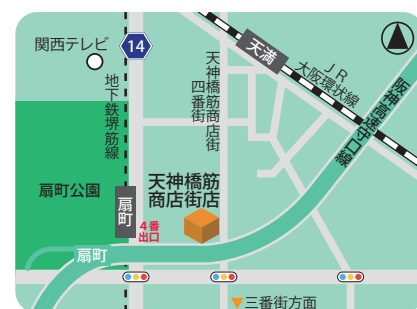 関西テレビ
14
天満
JR
大阪環状線
地下鉄堺筋線
天神橋筋商店街
四番街
阪神高速守口線
扇町公園
扇町
天神橋筋
商店街店
4番
出口
扇町
▼三番街方面